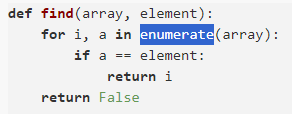 def find(array, element):
    for i, a in enumerate(array):
        if a == element:
            return i
    return False